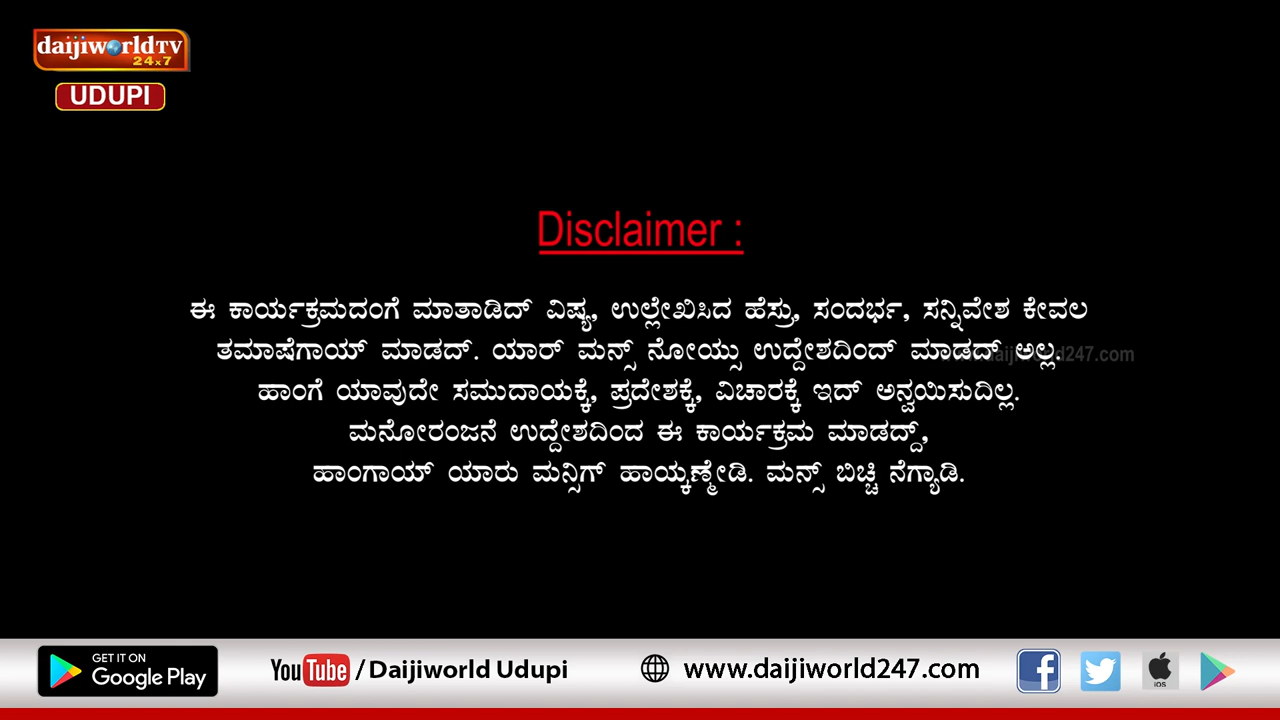 daijiworldTV
24x7
UDUPI
Disclaimer :
ಈ ಕಾರ್ಯಕ್ರಮದಂಗೆ ಮಾತಾಡಿದ್ ವಿಷ್ಯ, ಉಲ್ಲೇಖಿಸಿದ ಹೆಸ್ರು, ಸಂದರ್ಭ, ಸನ್ನಿವೇಶ ಕೇವಲ
ತಮಾಷೆಗಾಯ್ ಮಾಡದ್. ಯಾರ್ ಮನ್ಸ್ ನೋಯ್ಸು ಉದ್ದೇಶದಿಂದ್ ಮಾಡದ್ ಅಲ್ಲ.
daijiworld247.com
ಹಾಂಗೆ ಯಾವುದೇ ಸಮುದಾಯಕ್ಕೆ, ಪ್ರದೇಶಕ್ಕೆ, ವಿಚಾರಕ್ಕೆ ಇದ್ ಅನ್ವಯಿಸುದಿಲ್ಲ.
ಮನೋರಂಜನೆ ಉದ್ದೇಶದಿಂದ ಈ ಕಾರ್ಯಕ್ರಮ ಮಾಡದ್ದ್,
ಹಾಂಗಾಯ್ ಯಾರು ಮನ್ಸಿಗ್ ಹಾಯ್ಕಣ್ಮೇಡಿ. ಮನ್ಸ್ ಬಿಚ್ಚಿ ನೆಗ್ಯಾಡಿ.
GET IT ON
Google Play
YouTube /Daijiworld Udupi
www.daijiworld247.com
iOS